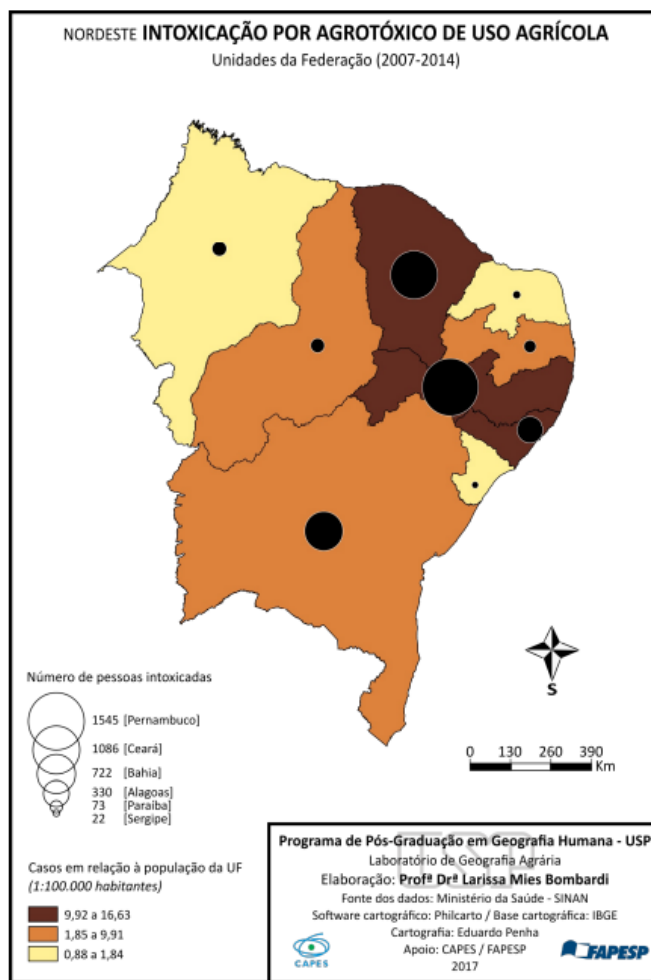 NORDESTE INTOXICAÇÃO POR AGROTÓXICO DE USO AGRÍCOLA
Unidades da Federação (2007-2014)
S
0 130 260 390
Km
Número de pessoas intoxicadas
1545 [Pernambuco]
1086 [Ceará]
722 [Bahia]
330 [Alagoas]
73 [Paraíba]
22 [Sergipe]
Casos em relação à população da UF
(1:100.000 habitantes)
9,92 a 16,63
1,85 a 9,91
0,88 a 1,84
USP
Programa de Pós-Graduação em Geografia Humana - USP
Laboratório de Geografia Agrária
Elaboração: Profª Drª Larissa Mies Bombardi
Fonte dos dados: Ministério da Saúde - SINAN
Software cartográfico: Philcarto / Base cartográfica: IBGE
Cartografia: Eduardo Penha
Apoio: CAPES / FAPESP
2017
CAPES
FAPESP